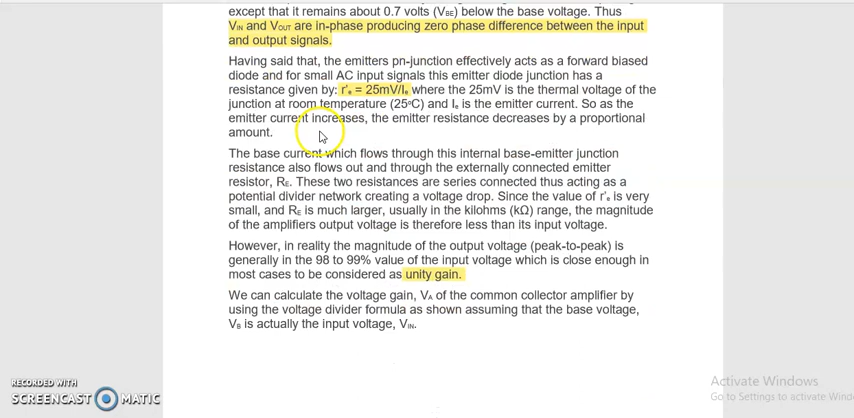 except that it remains about 0.7 volts (VBE) below the base voltage. Thus
VIN and VOUT are in-phase producing zero phase difference between the input
and output signals.
Having said that, the emitters pn-junction effectively acts as a forward biased
diode and for small AC input signals this emitter diode junction has a
resistance given by: r'e = 25mV/Ie where the 25mV is the thermal voltage of the
junction at room temperature (25°C) and Ie is the emitter current. So as the
emitter current increases, the emitter resistance decreases by a proportional
amount.
The base current which flows through this internal base-emitter junction
resistance also flows out and through the externally connected emitter
resistor, RE. These two resistances are series connected thus acting as a
potential divider network creating a voltage drop. Since the value of r'e is very
small, and RE is much larger, usually in the kilohms (kΩ) range, the magnitude
of the amplifiers output voltage is therefore less than its input voltage.
However, in reality the magnitude of the output voltage (peak-to-peak) is
generally in the 98 to 99% value of the input voltage which is close enough in
most cases to be considered as unity gain.
We can calculate the voltage gain, VA of the common collector amplifier by
using the voltage divider formula as shown assuming that the base voltage,
VB is actually the input voltage, VIN.
Activate Windows
Go to Settings to activate Wind
RECORDED WITH
SCREENCAST MATIC